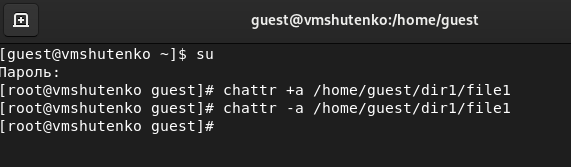 guest@vmshutenko:/home/guest
[guest@vmshutenko ~]$ su
Пароль:
[root@vmshutenko guest]# chattr +a /home/guest/dir1/file1
[root@vmshutenko guest]# chattr -a /home/guest/dir1/file1
[root@vmshutenko guest]#